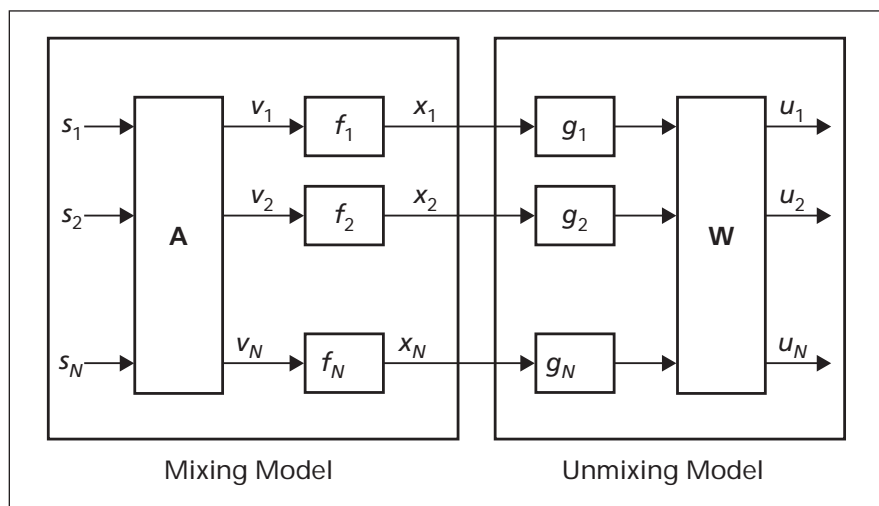 s1 v1 f1 x1 g1 u1
s2 A v2 f2 x2 g2 W u2
sN vN fN xN gN uN
Mixing Model Unmixing Model